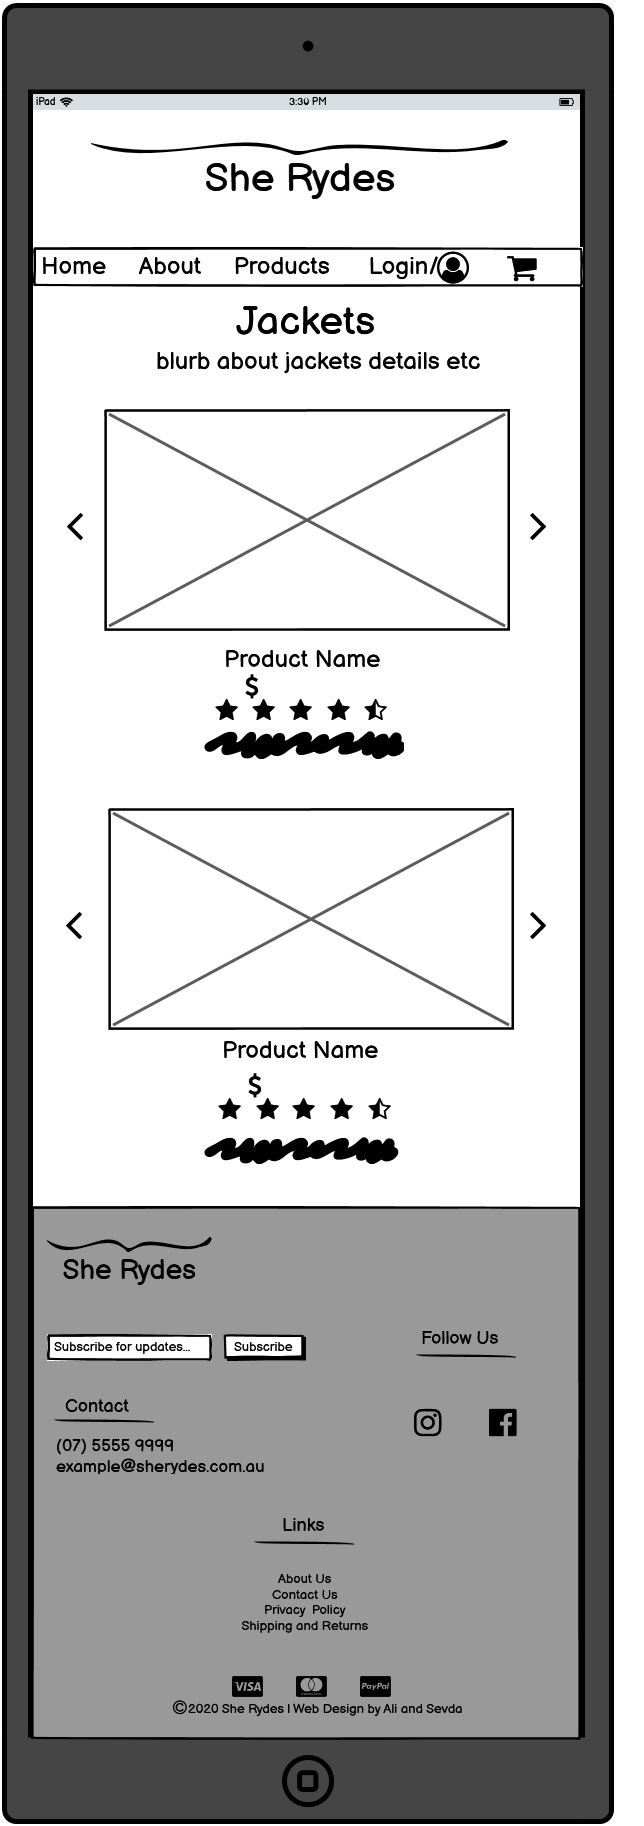 iPad 3:30 PM
She Rydes
Home About Products Login/
Jackets
blurb about jackets details etc
Product Name
$
Product Name
$
She Rydes
Subscribe for updates... Subscribe
Follow Us
Contact
(07) 5555 9999
example@sherydes.com.au
Links
About Us
Contact Us
Privacy Policy
Shipping and Returns
VISA PayPal
©2020 She Rydes | Web Design by Ali and Sevda